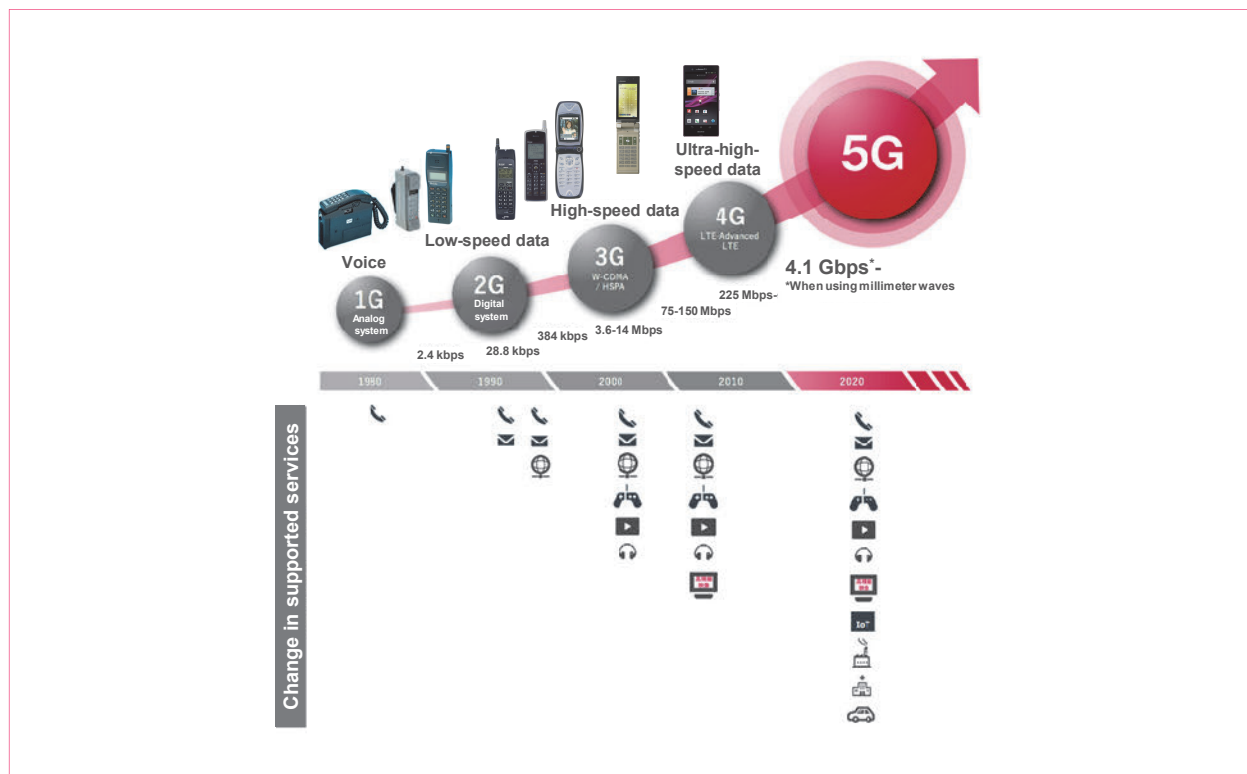 5G
Ultra-high-
speed data
4G
LTE-Advanced
LTE
High-speed data
3G
W-CDMA
/ HSPA
Low-speed data
2G
Digital
system
Voice
1G
Analog
system
4.1 Gbps*-
*When using millimeter waves
225 Mbps-
75-150 Mbps
3.6-14 Mbps
384 kbps
28.8 kbps
2.4 kbps
1980
1990
2000
2010
2020
Change in supported services